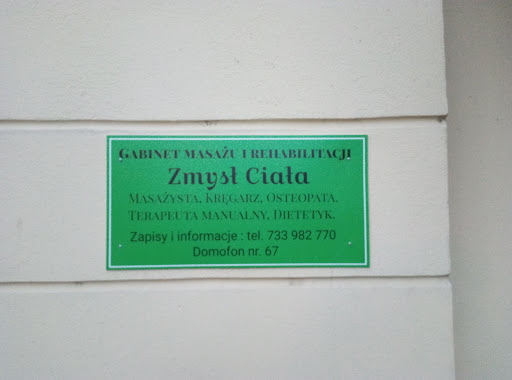 Gabinet masażu i rehabilitacji
Zmysł Ciała
Masażysta, Kręgarz, Osteopata,
Terapeuta manualny, Dietetyk.
Zapisy i informacje : tel. 733 982 770
Domofon nr. 67